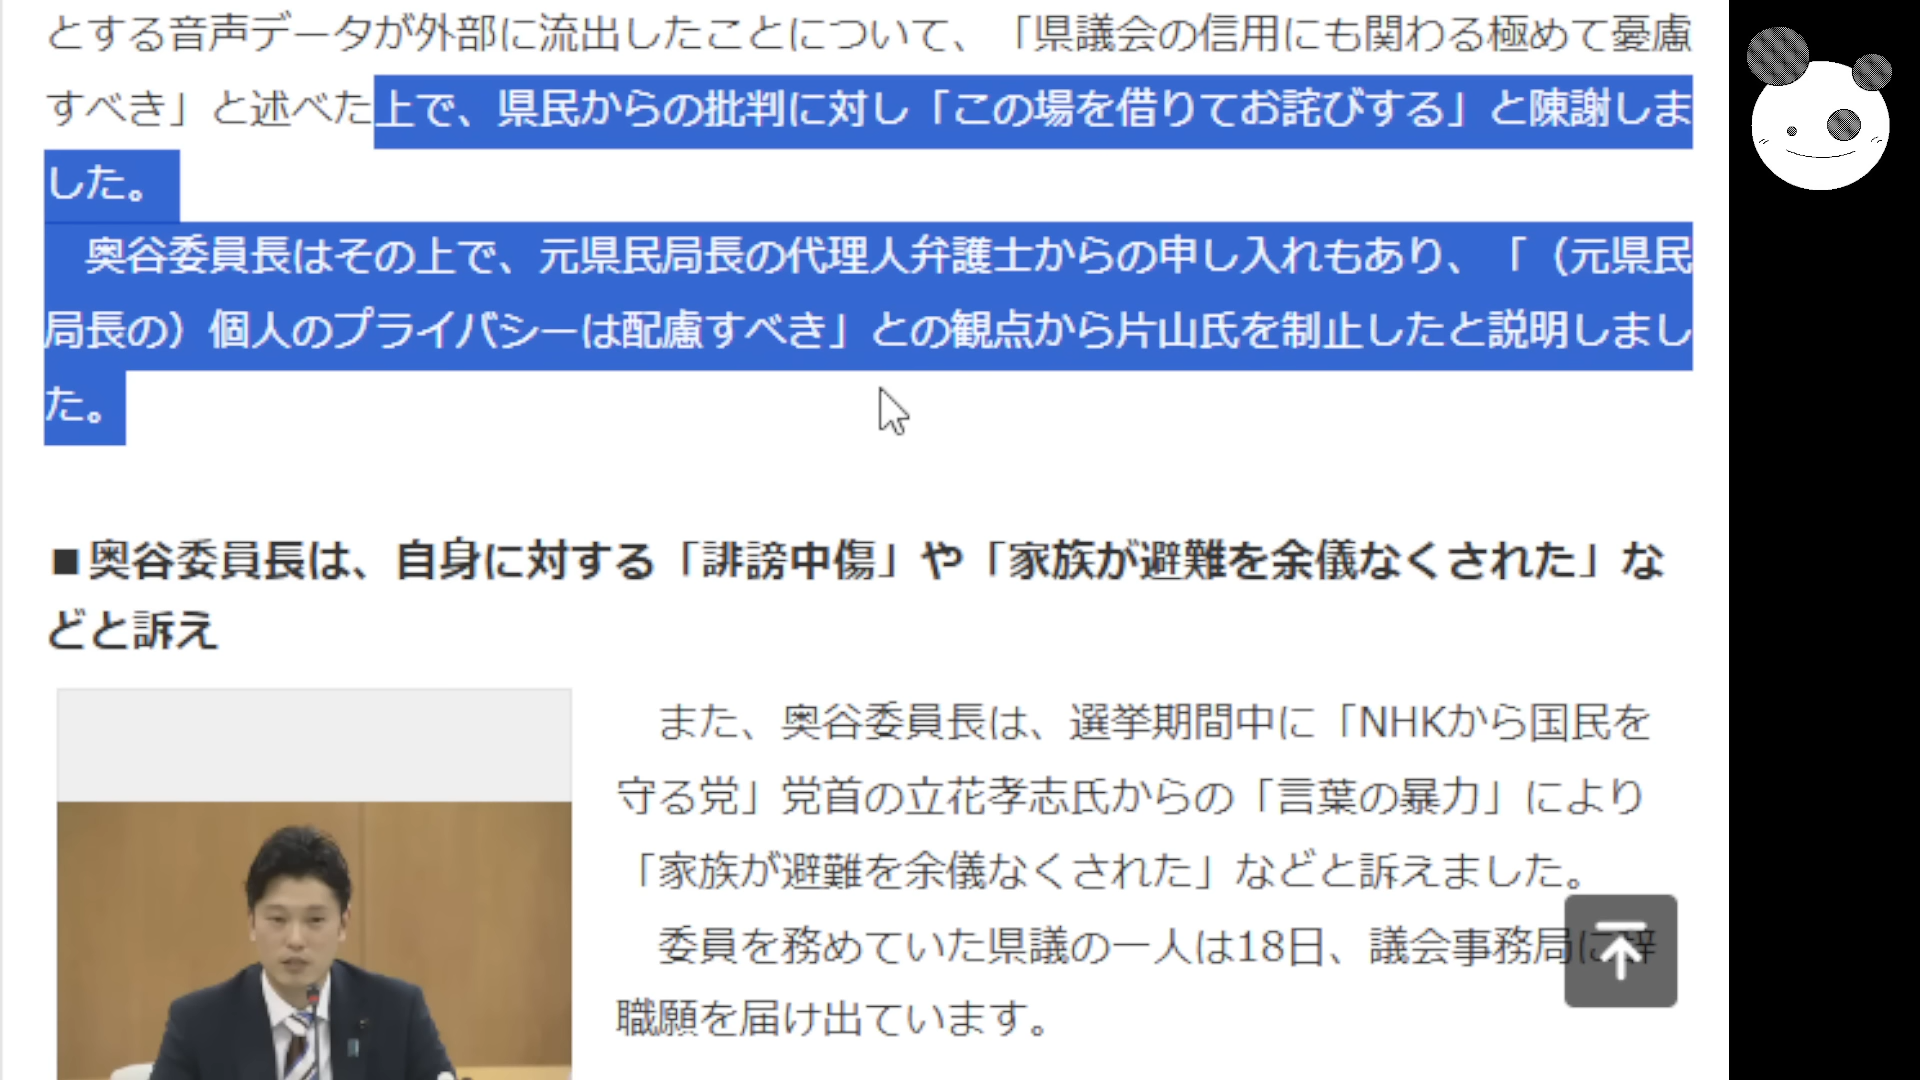 とする音声データが外部に流出したことについて、「県議会の信用にも関わる極めて憂慮
すべき」と述べた上で、県民からの批判に対し「この場を借りてお詫びする」と陳謝しま
した。
奥谷委員長はその上で、元県民局長の代理人弁護士からの申し入れもあり、「（元県民
局長の）個人のプライバシーは配慮すべき」との観点から片山氏を制止したと説明しまし
た。
■奥谷委員長は、自身に対する「誹謗中傷」や「家族が避難を余儀なくされた」な
どと訴え
また、奥谷委員長は、選挙期間中に「NHKから国民を
守る党」党首の立花孝志氏からの「言葉の暴力」により
「家族が避難を余儀なくされた」などと訴えました。
委員を務めていた県議の一人は18日、議会事務局に辞
職願を届け出ています。